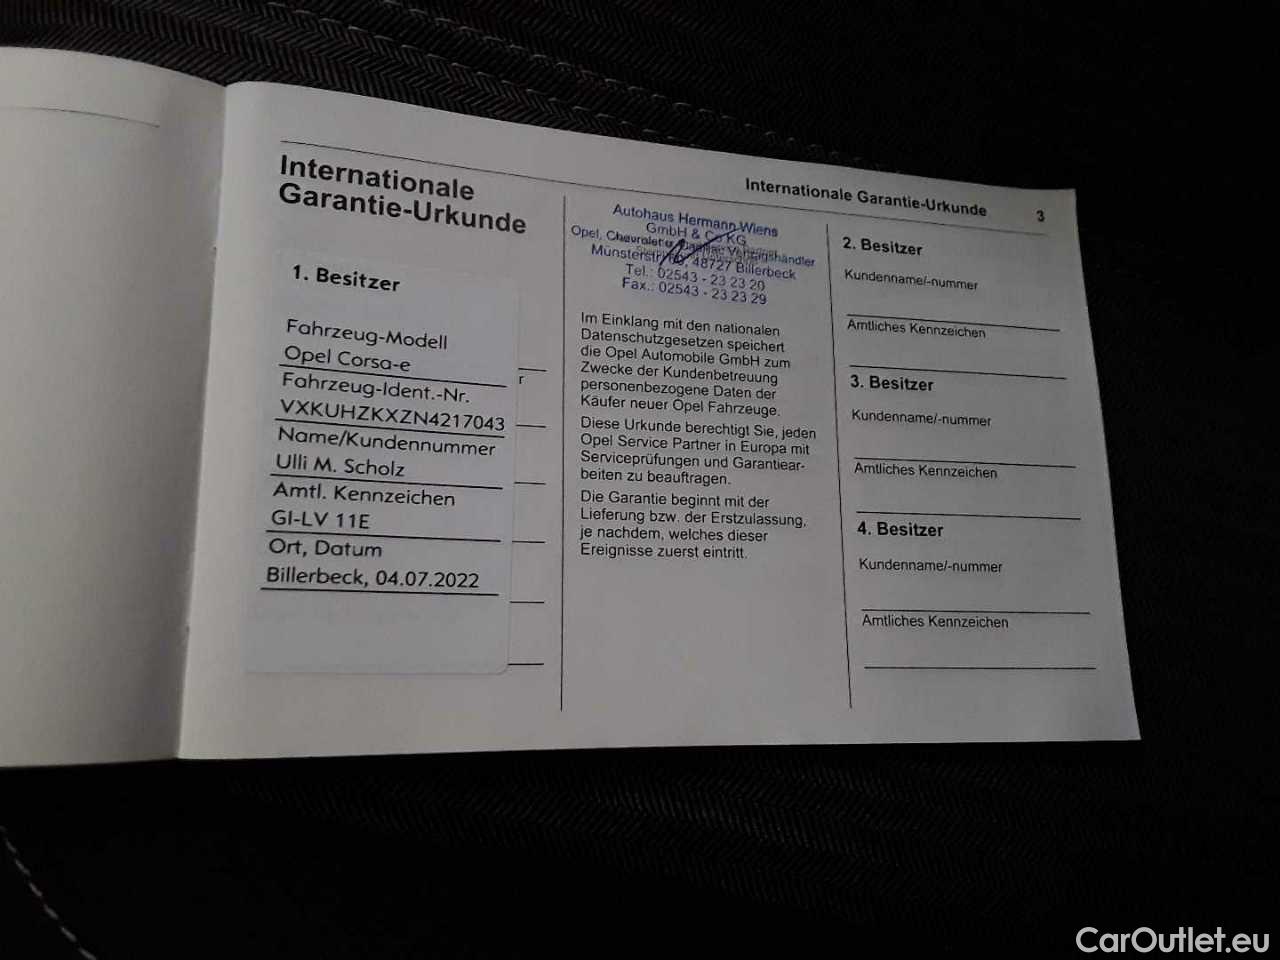 Internationale Garantie-Urkunde 3
Internationale
Garantie-Urkunde
1. Besitzer
Fahrzeug-Modell
Opel Corsa-e
Fahrzeug-Ident.-Nr.
VXKUHZKXZN4217043
Name/Kundennummer
Ulli M. Scholz
Amtl. Kennzeichen
GI-LV 11E
Ort, Datum
Billerbeck, 04.07.2022
r
Autohaus Hermann Wiens
GmbH & Co KG
Opel, Chevrolet Vertragshändler
Münsterstr. 48727 Billerbeck
Tel.: 02543 - 23 23 20
Fax.: 02543 - 23 23 29
Im Einklang mit den nationalen
Datenschutzgesetzen speichert
die Opel Automobile GmbH zum
Zwecke der Kundenbetreuung
personenbezogene Daten der
Käufer neuer Opel Fahrzeuge.
Diese Urkunde berechtigt Sie, jeden
Opel Service Partner in Europa mit
Serviceprüfungen und Garantiear-
beiten zu beauftragen.
Die Garantie beginnt mit der
Lieferung bzw. der Erstzulassung,
je nachdem, welches dieser
Ereignisse zuerst eintritt.
2. Besitzer
Kundenname/-nummer
Amtliches Kennzeichen
3. Besitzer
Kundenname/-nummer
Amtliches Kennzeichen
4. Besitzer
Kundenname/-nummer
Amtliches Kennzeichen
CarOutlet.eu